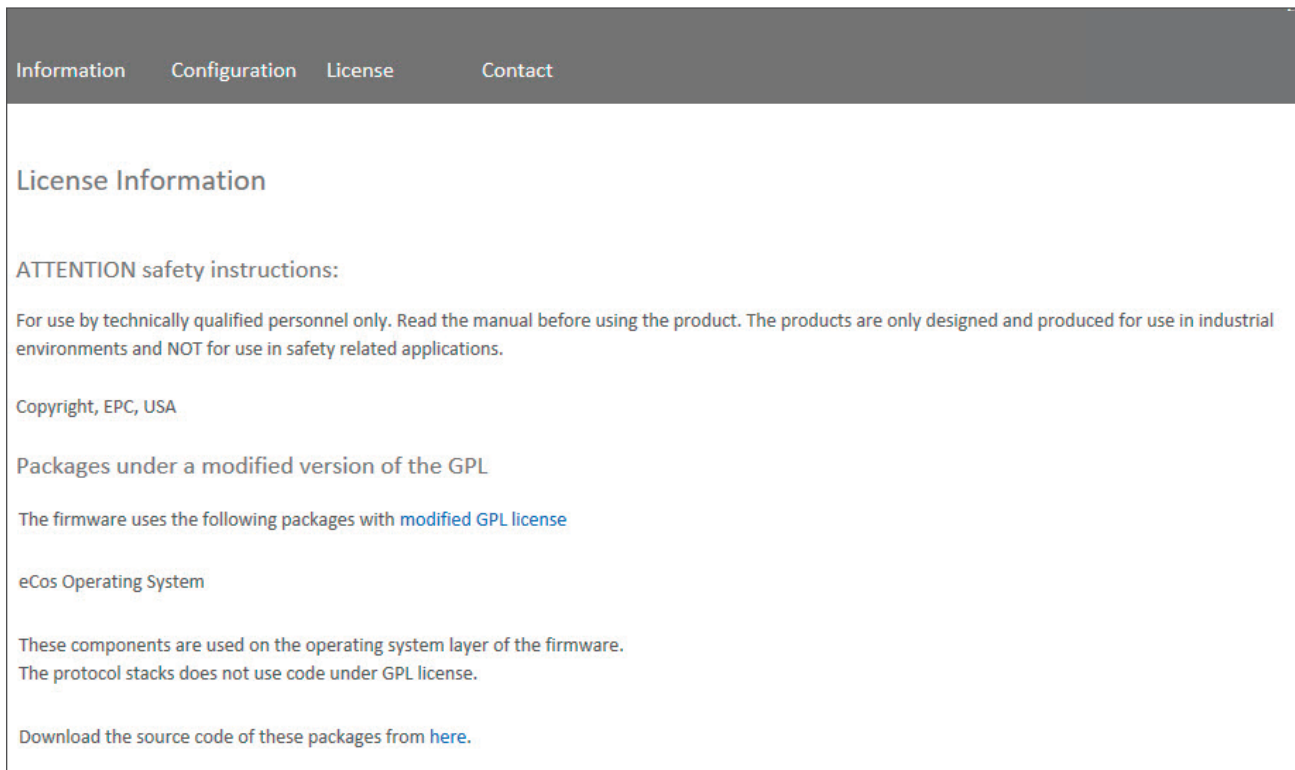 Information Configuration License Contact
License Information
ATTENTION safety instructions:
For use by technically qualified personnel only. Read the manual before using the product. The products are only designed and produced for use in industrial
environments and NOT for use in safety related applications.
Copyright, EPC, USA
Packages under a modified version of the GPL
The firmware uses the following packages with modified GPL license
eCos Operating System
These components are used on the operating system layer of the firmware.
The protocol stacks does not use code under GPL license.
Download the source code of these packages from here.